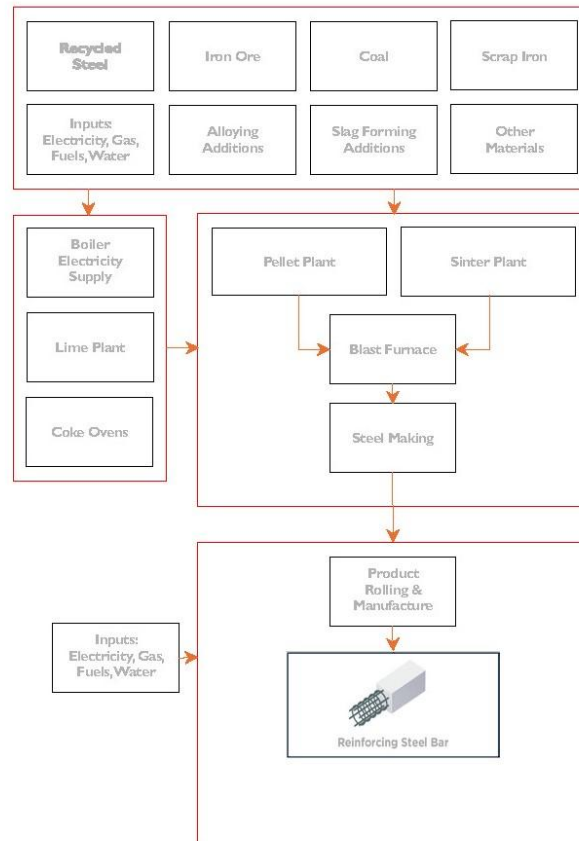 Recycled
Steel
Iron Ore
Coal
Scrap Iron
Inputs:
Electricity, Gas,
Fuels, Water
Alloying
Additions
Slag Forming
Additions
Other
Materials
Boiler
Electricity
Supply
Lime Plant
Coke Ovens
Pellet Plant
Sinter Plant
Blast Furnace
Steel Making
Product
Rolling &
Manufacture
Inputs:
Electricity, Gas,
Fuels, Water
Reinforcing Steel Bar